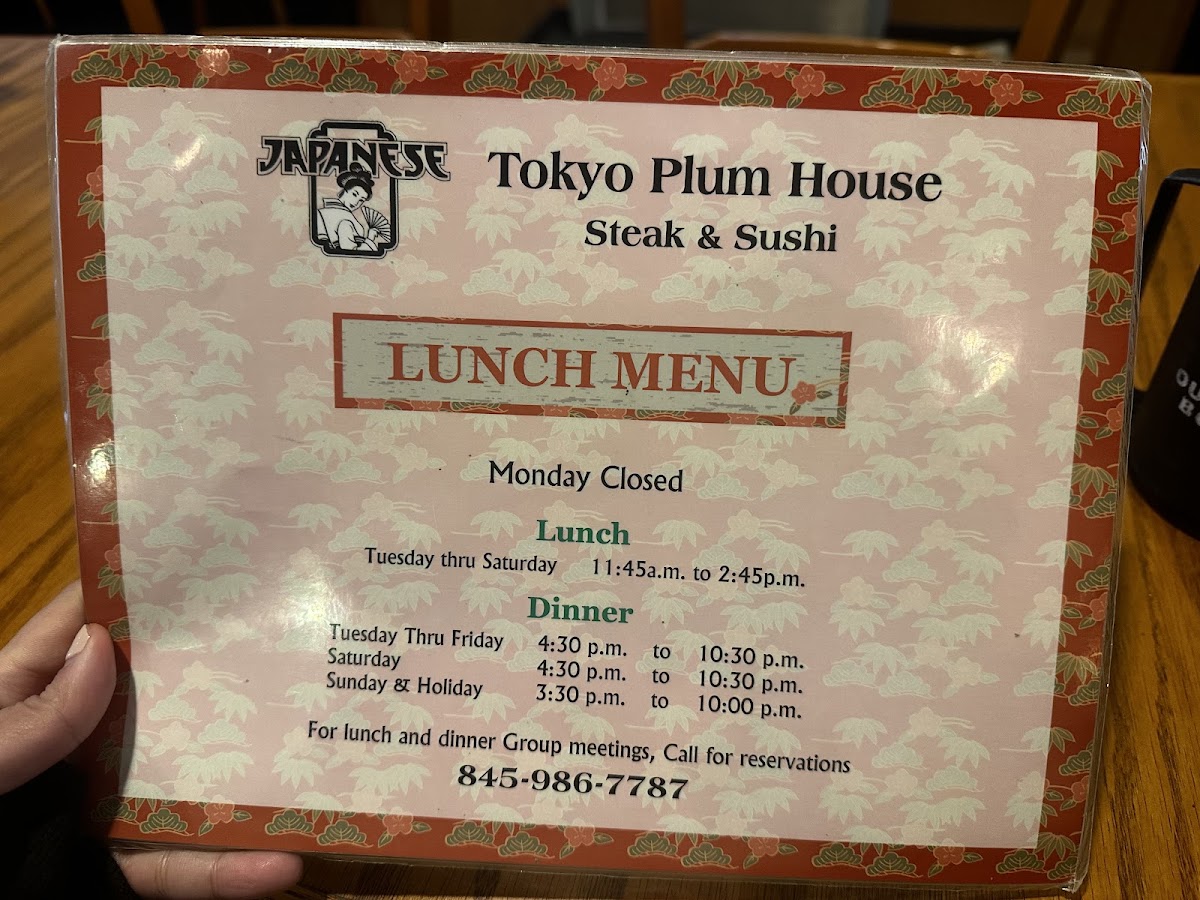 JAPANESE
Tokyo Plum House
Steak & Sushi
LUNCH MENU
Monday Closed
Lunch
Tuesday thru Saturday 11:45a.m. to 2:45p.m.
Dinner
Tuesday Thru Friday 4:30 p.m. to 10:30 p.m.
Saturday 4:30 p.m. to 10:30 p.m.
Sunday & Holiday 3:30 p.m. to 10:00 p.m.
For lunch and dinner Group meetings, Call for reservations
845-986-7787